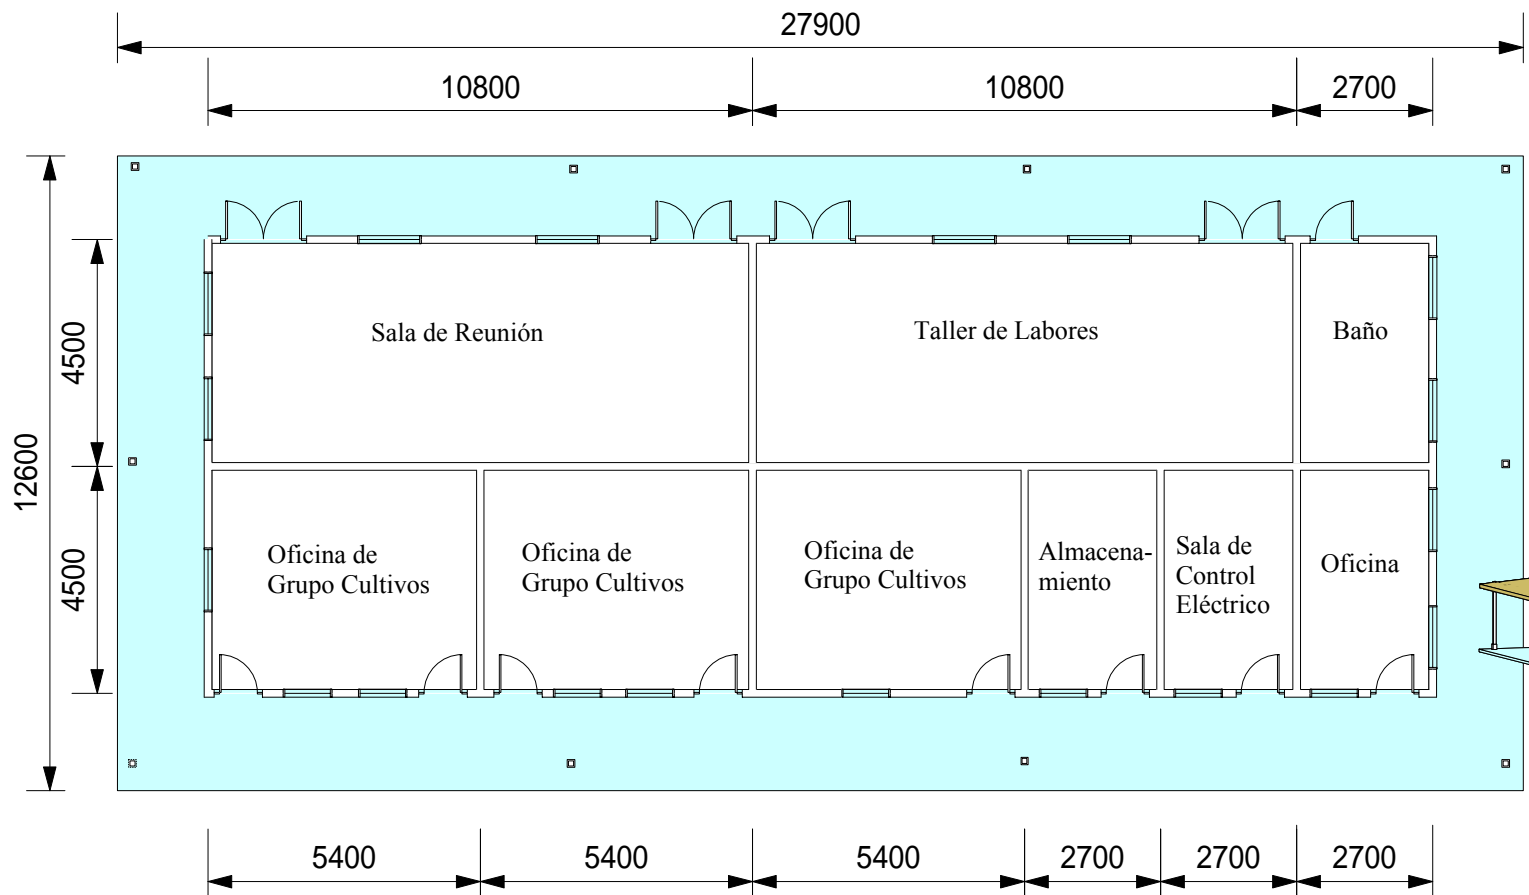 27900
10800
10800
2700
12600
4500
4500
Sala de Reunión
Taller de Labores
Baño
Oficina de
Grupo Cultivos
Oficina de
Grupo Cultivos
Oficina de
Grupo Cultivos
Almacena-
miento
Sala de
Control
Eléctrico
Oficina
5400
5400
5400
2700
2700
2700